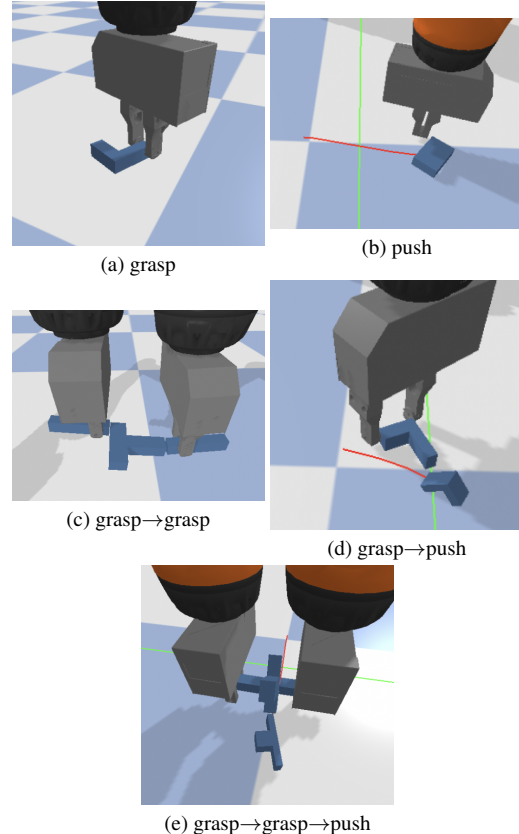 (a) grasp
(b) push
(c) grasp→grasp
(d) grasp→push
(e) grasp→grasp→push